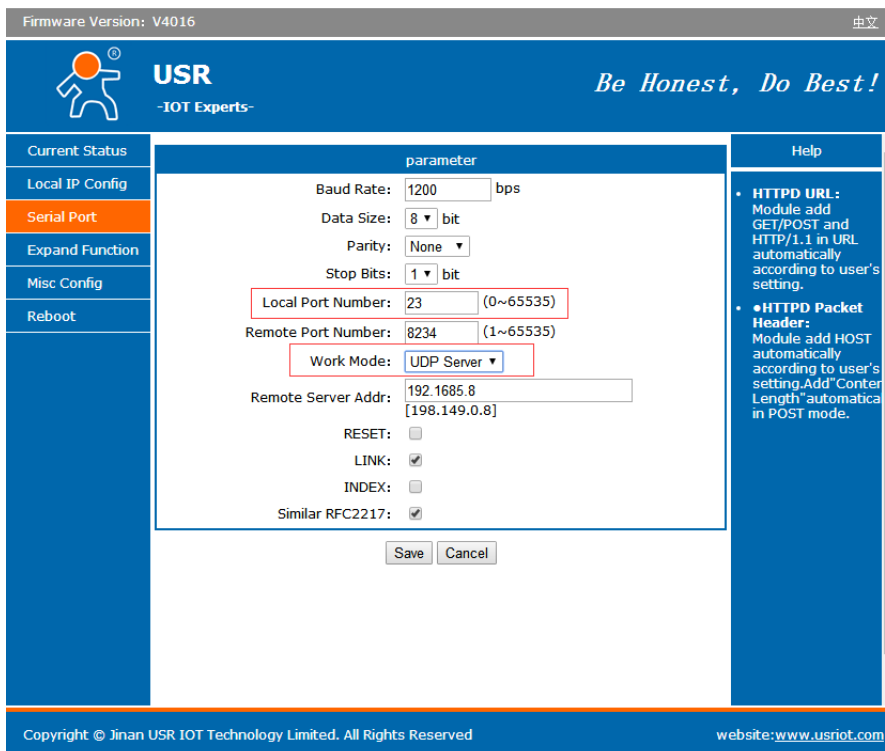 Firmware Version: V4016
中文
®
USR
-IOT Experts-
Be Honest, Do Best!
Current Status
Local IP Config
Serial Port
Expand Function
Misc Config
Reboot
parameter
Baud Rate: 1200 bps
Data Size: 8 bit
Parity: None
Stop Bits: 1 bit
Local Port Number: 23 (0~65535)
Remote Port Number: 8234 (1~65535)
Work Mode: UDP Server
Remote Server Addr: 192.1685.8
[198.149.0.8]
RESET:
LINK:
INDEX:
Similar RFC2217:
Save Cancel
Help
• HTTPD URL:
Module add
GET/POST and
HTTP/1.1 in URL
automatically
according to user's
setting.
• ●HTTPD Packet
Header:
Module add HOST
automatically
according to user's
setting.Add"Conter
Length"automatica
in POST mode.
Copyright © Jinan USR IOT Technology Limited. All Rights Reserved
website:www.usriot.com